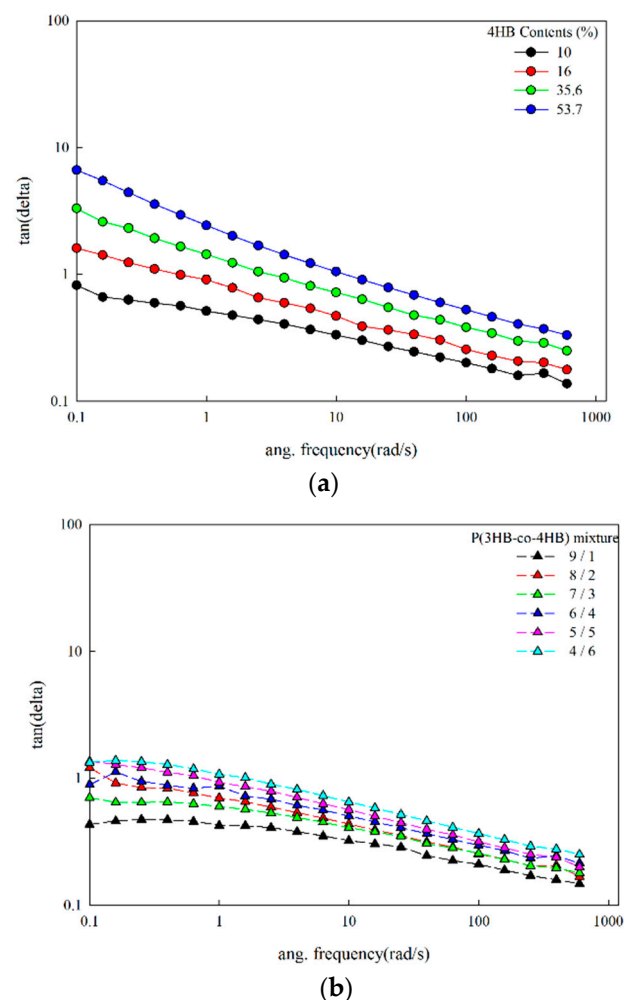 100
10
1
0.1
tan(delta)
4HB Contents (%)
10
16
35.6
53.7
0.1 1 10 100 1000
ang. frequency(rad/s)
(a)
100
10
1
0.1
tan(delta)
P(3HB-co-4HB) mixture
9 / 1
8 / 2
7 / 3
6 / 4
5 / 5
4 / 6
0.1 1 10 100 1000
ang. frequency(rad/s)
(b)